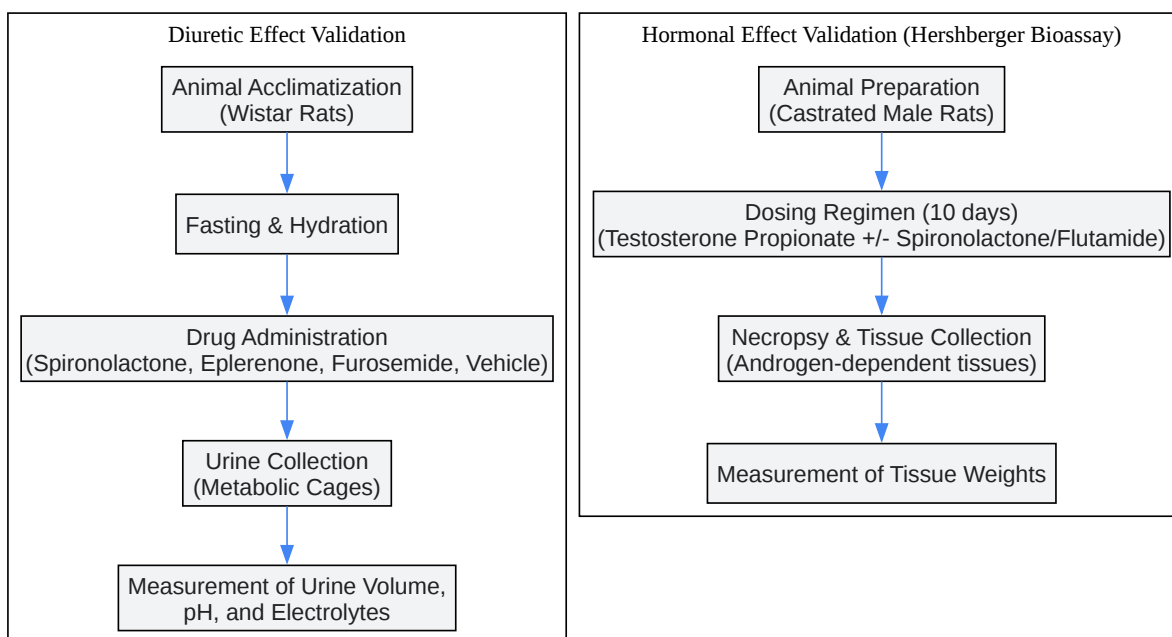 Diuretic Effect Validation
Animal Acclimatization
(Wistar Rats)
Fasting & Hydration
Drug Administration
(Spironolactone, Eplerenone, Furosemide, Vehicle)
Urine Collection
(Metabolic Cages)
Measurement of Urine Volume,
pH, and Electrolytes
Hormonal Effect Validation (Hershberger Bioassay)
Animal Preparation
(Castrated Male Rats)
Dosing Regimen (10 days)
(Testosterone Propionate +/- Spironolactone/Flutamide)
Necropsy & Tissue Collection
(Androgen-dependent tissues)
Measurement of Tissue Weights